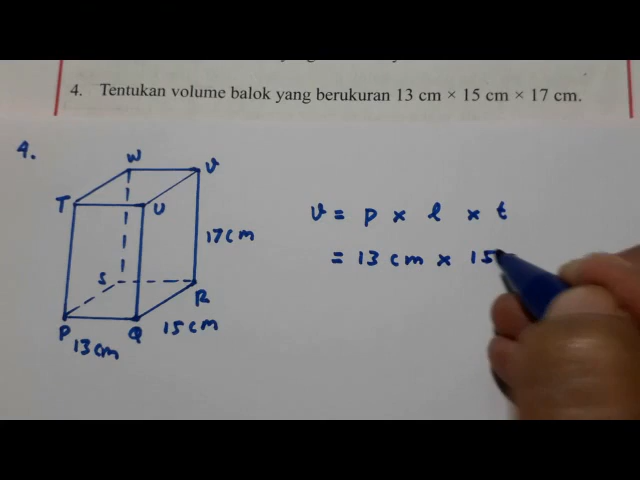 4. Tentukan volume balok yang berukuran 13 cm × 15 cm × 17 cm.
4.
W V
T U
17cm
S
R
P Q
13cm 15cm
V = p × l × t
= 13 cm × 15